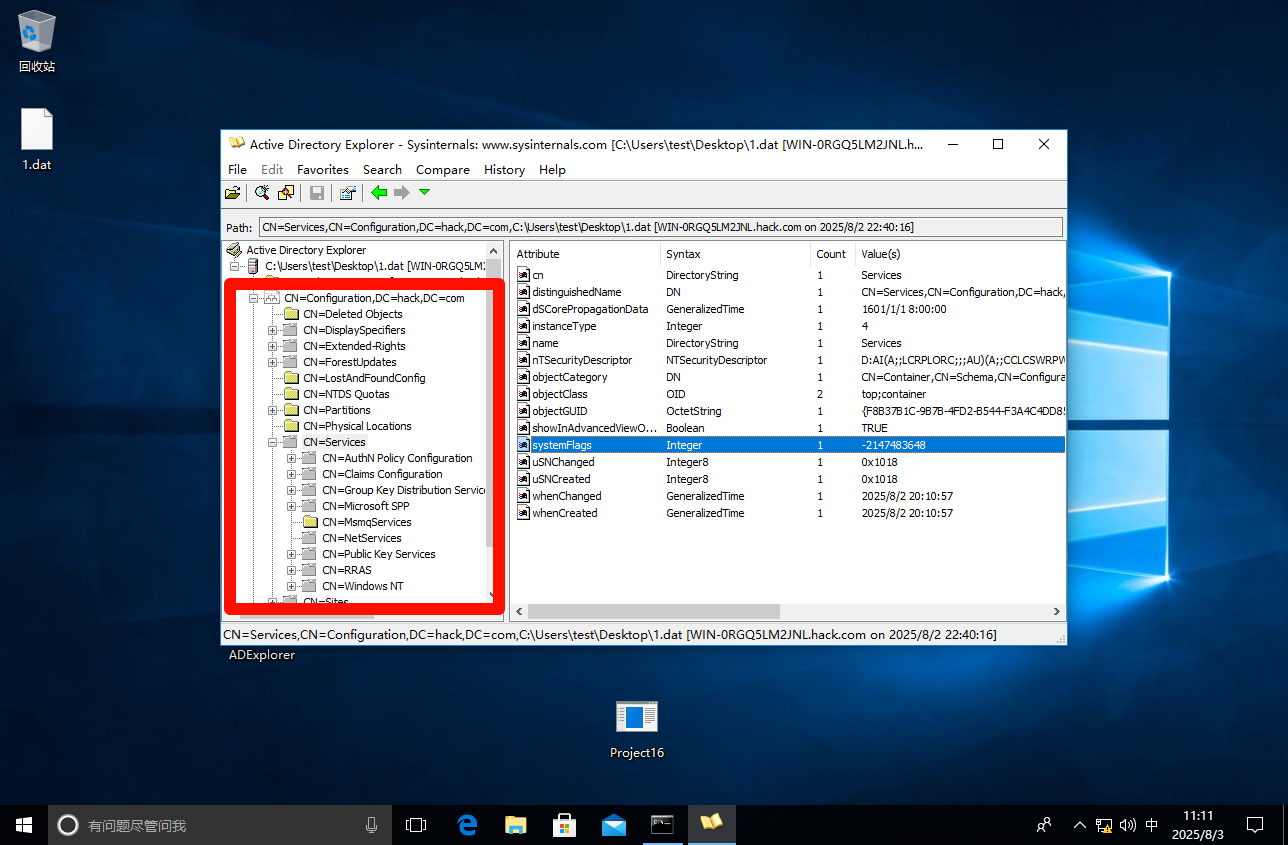 回收站
1.dat
Active Directory Explorer - Sysinternals: www.sysinternals.com [C:\Users\test\Desktop\1.dat [WIN-0RGQ5LM2JNL.h...
File Edit Favorites Search Compare History Help
Path: CN=Services,CN=Configuration,DC=hack,DC=com,C:\Users\test\Desktop\1.dat [WIN-0RGQ5LM2JNL.hack.com on 2025/8/2 22:40:16]
Active Directory Explorer
C:\Users\test\Desktop\1.dat [WIN-0RGQ5LM2
CN=Configuration,DC=hack,DC=com
CN=Deleted Objects
CN=DisplaySpecifiers
CN=Extended-Rights
CN=ForestUpdates
CN=LostAndFoundConfig
CN=NTDS Quotas
CN=Partitions
CN=Physical Locations
CN=Services
CN=AuthN Policy Configuration
CN=Claims Configuration
CN=Group Key Distribution Service
CN=Microsoft SPP
CN=MsmqServices
CN=NetServices
CN=Public Key Services
CN=RRAS
CN=Windows NT
CN=Sites
Attribute Syntax Count Value(s)
cn DirectoryString 1 Services
distinguishedName DN 1 CN=Services,CN=Configuration,DC=hack,
dSCorePropagationData GeneralizedTime 1 1601/1/1 8:00:00
instanceType Integer 1 4
name DirectoryString 1 Services
nTSecurityDescriptor NTSecurityDescriptor 1 D:AI(A;;LCRPLORC;;;AU)(A;;CCLCSWRPW
objectCategory DN 1 CN=Container,CN=Schema,CN=Configura
objectClass OID 2 top;container
objectGUID OctetString 1 {F8B37B1C-9B7B-4FD2-B544-F3A4C4DD8
showInAdvancedViewO... Boolean 1 TRUE
systemFlags Integer 1 -2147483648
uSNChanged Integer8 1 0x1018
uSNCreated Integer8 1 0x1018
whenChanged GeneralizedTime 1 2025/8/2 20:10:57
whenCreated GeneralizedTime 1 2025/8/2 20:10:57
CN=Services,CN=Configuration,DC=hack,DC=com,C:\Users\test\Desktop\1.dat [WIN-0RGQ5LM2JNL.hack.com on 2025/8/2 22:40:16]
ADExplorer
Project16
有问题尽管问我
中
11:11
2025/8/3